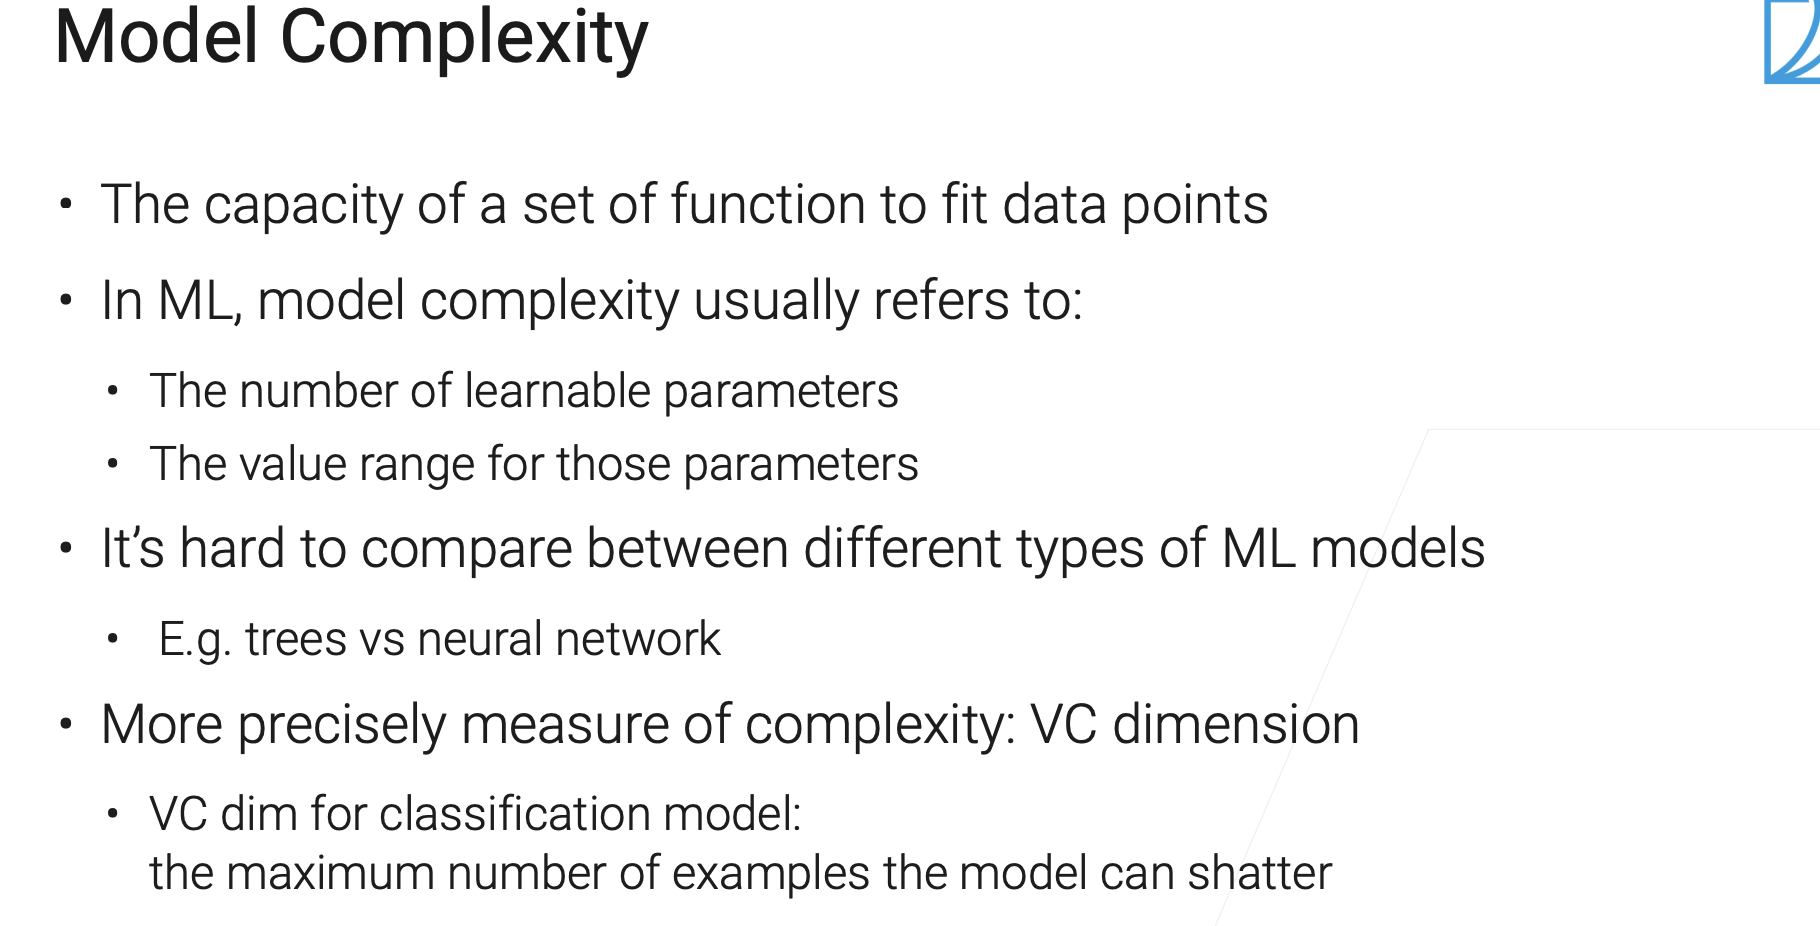 Model Complexity
• The capacity of a set of function to fit data points
• In ML, model complexity usually refers to:
• The number of learnable parameters
• The value range for those parameters
• It’s hard to compare between different types of ML models
• E.g. trees vs neural network
• More precisely measure of complexity: VC dimension
• VC dim for classification model:
the maximum number of examples the model can shatter